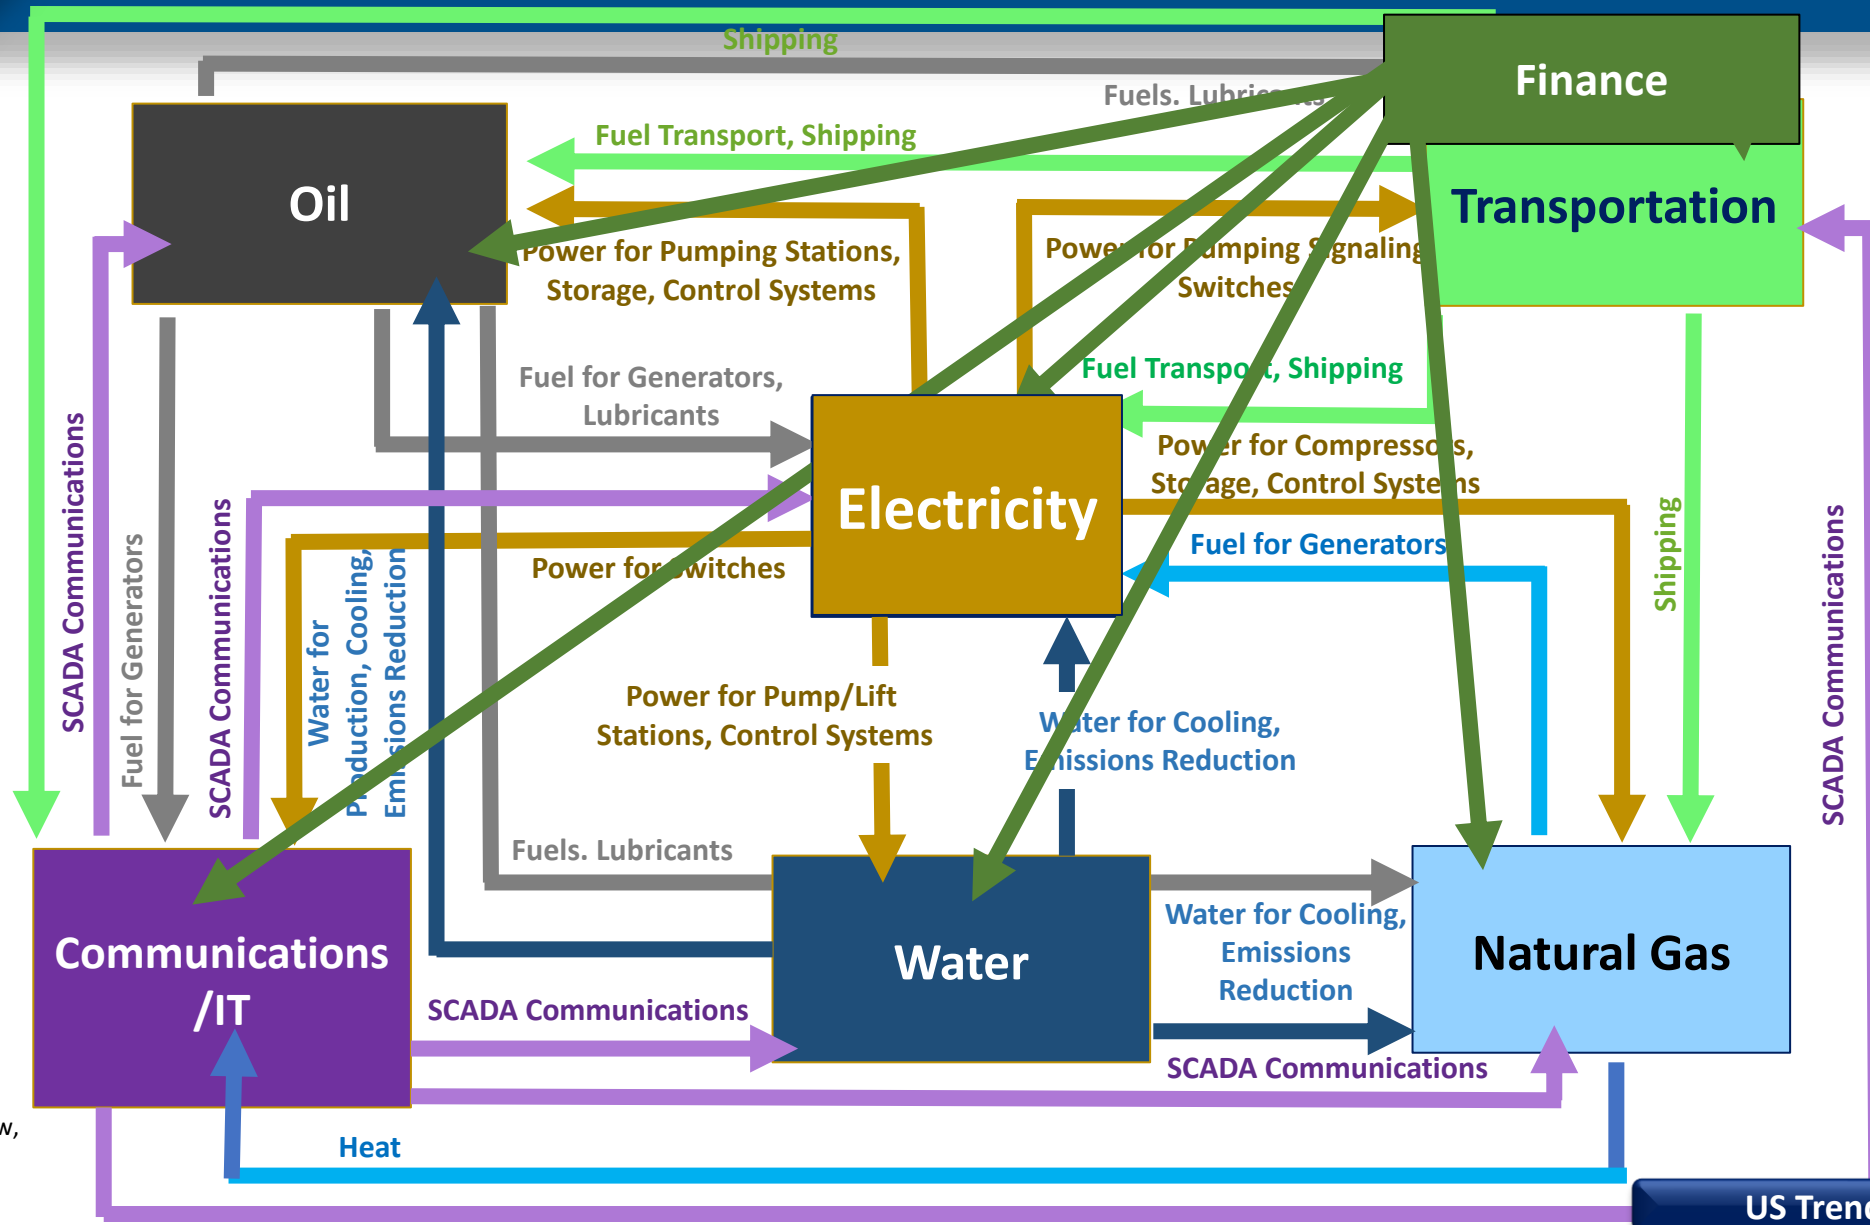 Shipping
Finance
Fuels. Lubricants
Fuel Transport, Shipping
Oil
Transportation
Power for Pumping Stations,
Storage, Control Systems
Power for Pumping Signaling
Switches
Fuel for Generators,
Lubricants
Fuel Transport, Shipping
Power for Compressors,
Storage, Control Systems
Electricity
SCADA Communications
Fuel for Generators
SCADA Communications
Water for
Production, Cooling,
Emissions Reduction
Power for Switches
Fuel for Generators
Shipping
SCADA Communications
Power for Pump/Lift
Stations, Control Systems
Water for Cooling,
Emissions Reduction
Fuels. Lubricants
Communications
/IT
Water
Water for Cooling,
Emissions
Reduction
Natural Gas
SCADA Communications
SCADA Communications
Heat
US Trend